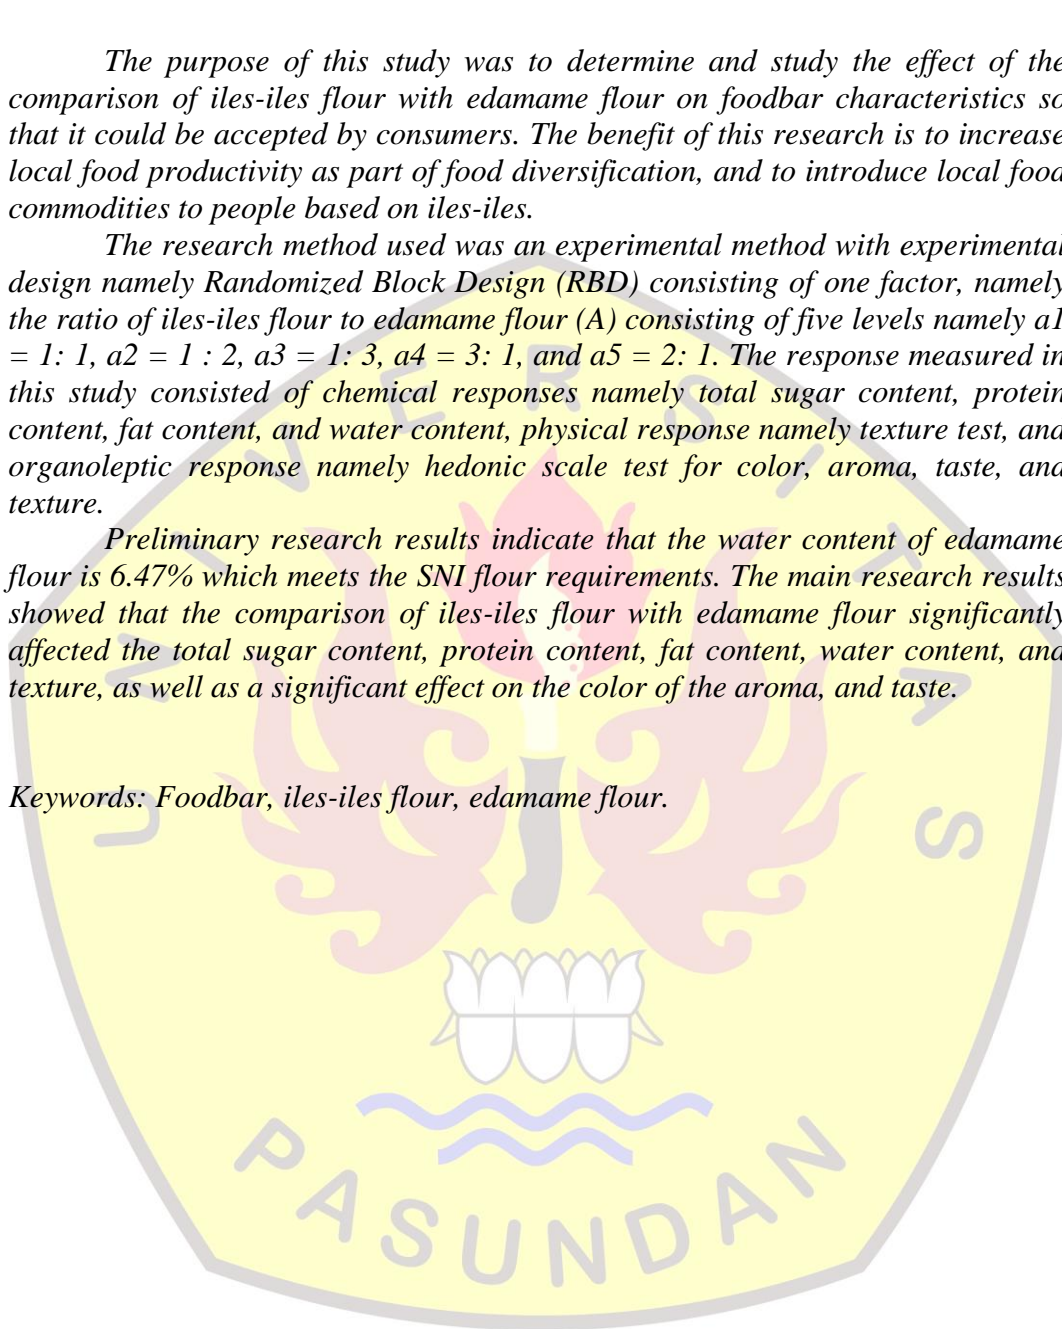 The purpose of this study was to determine and study the effect of the
comparison of iles-iles flour with edamame flour on foodbar characteristics so
that it could be accepted by consumers. The benefit of this research is to increase
local food productivity as part of food diversification, and to introduce local food
commodities to people based on iles-iles.
The research method used was an experimental method with experimental
design namely Randomized Block Design (RBD) consisting of one factor, namely
the ratio of iles-iles flour to edamame flour (A) consisting of five levels namely a1
= 1: 1, a2 = 1 : 2, a3 = 1: 3, a4 = 3: 1, and a5 = 2: 1. The response measured in
this study consisted of chemical responses namely total sugar content, protein
content, fat content, and water content, physical response namely texture test, and
organoleptic response namely hedonic scale test for color, aroma, taste, and
texture.
Preliminary research results indicate that the water content of edamame
flour is 6.47% which meets the SNI flour requirements. The main research results
showed that the comparison of iles-iles flour with edamame flour significantly
affected the total sugar content, protein content, fat content, water content, and
texture, as well as a significant effect on the color of the aroma, and taste.
Keywords: Foodbar, iles-iles flour, edamame flour.
UNIVERSITAS
PASUNDAN